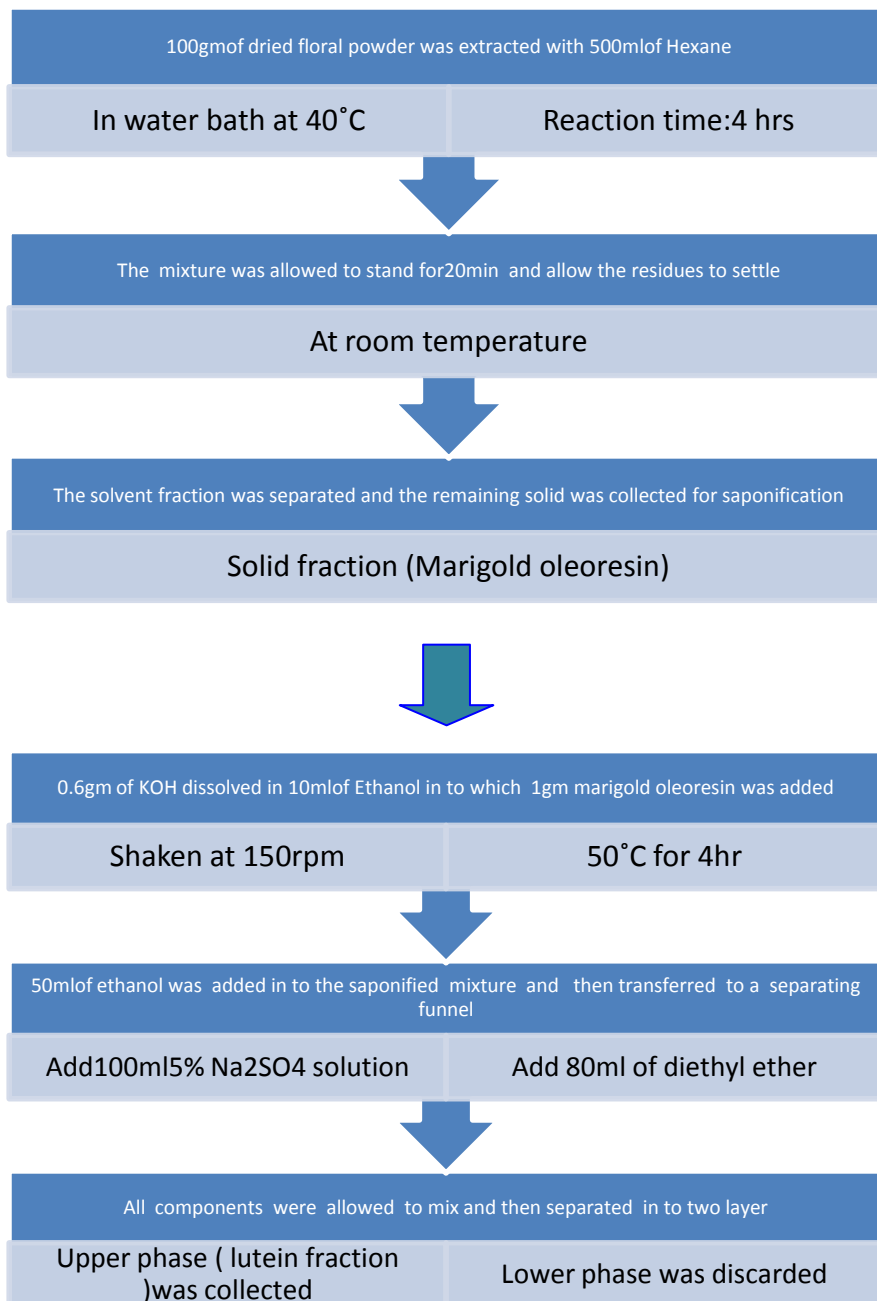 100gmof dried floral powder was extracted with 500mlof Hexane
In water bath at 40˚C
Reaction time:4 hrs
The mixture was allowed to stand for20min and allow the residues to settle
At room temperature
The solvent fraction was separated and the remaining solid was collected for saponification
Solid fraction (Marigold oleoresin)
0.6gm of KOH dissolved in 10mlof Ethanol in to which 1gm marigold oleoresin was added
Shaken at 150rpm
50˚C for 4hr
50mlof ethanol was added in to the saponified mixture and then transferred to a separating
funnel
Add100ml5% Na2SO4 solution
Add 80ml of diethyl ether
All components were allowed to mix and then separated in to two layer
Upper phase ( lutein fraction
)was collected
Lower phase was discarded